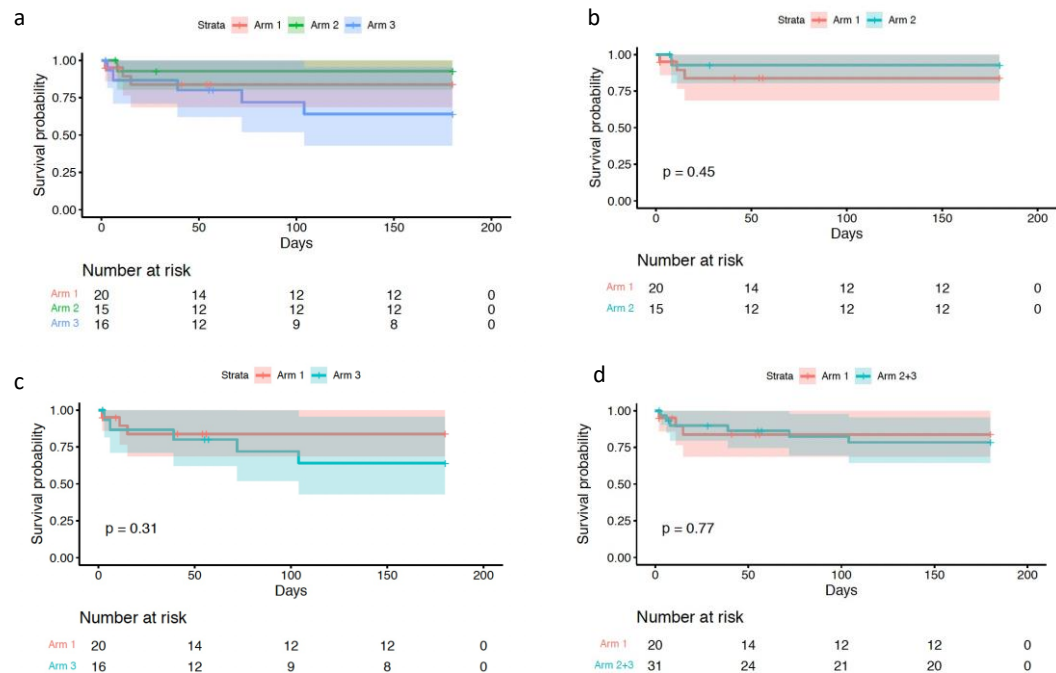 a
Strata Arm 1 Arm 2 Arm 3
Survival probability
1.00
0.75
0.50
0.25
0.00
0 50 100 150 200
Days
Number at risk
Arm 1 20 14 12 12 0
Arm 2 15 12 12 12 0
Arm 3 16 12 9 8 0
b
Strata Arm 1 Arm 2
Survival probability
1.00
0.75
0.50
0.25
0.00
p = 0.45
0 50 100 150 200
Days
Number at risk
Arm 1 20 14 12 12 0
Arm 2 15 12 12 12 0
c
Strata Arm 1 Arm 3
Survival probability
1.00
0.75
0.50
0.25
0.00
p = 0.31
0 50 100 150 200
Days
Number at risk
Arm 1 20 14 12 12 0
Arm 3 16 12 9 8 0
d
Strata Arm 1 Arm 2+3
Survival probability
1.00
0.75
0.50
0.25
0.00
p = 0.77
0 50 100 150 200
Days
Number at risk
Arm 1 20 14 12 12 0
Arm 2+3 31 24 21 20 0